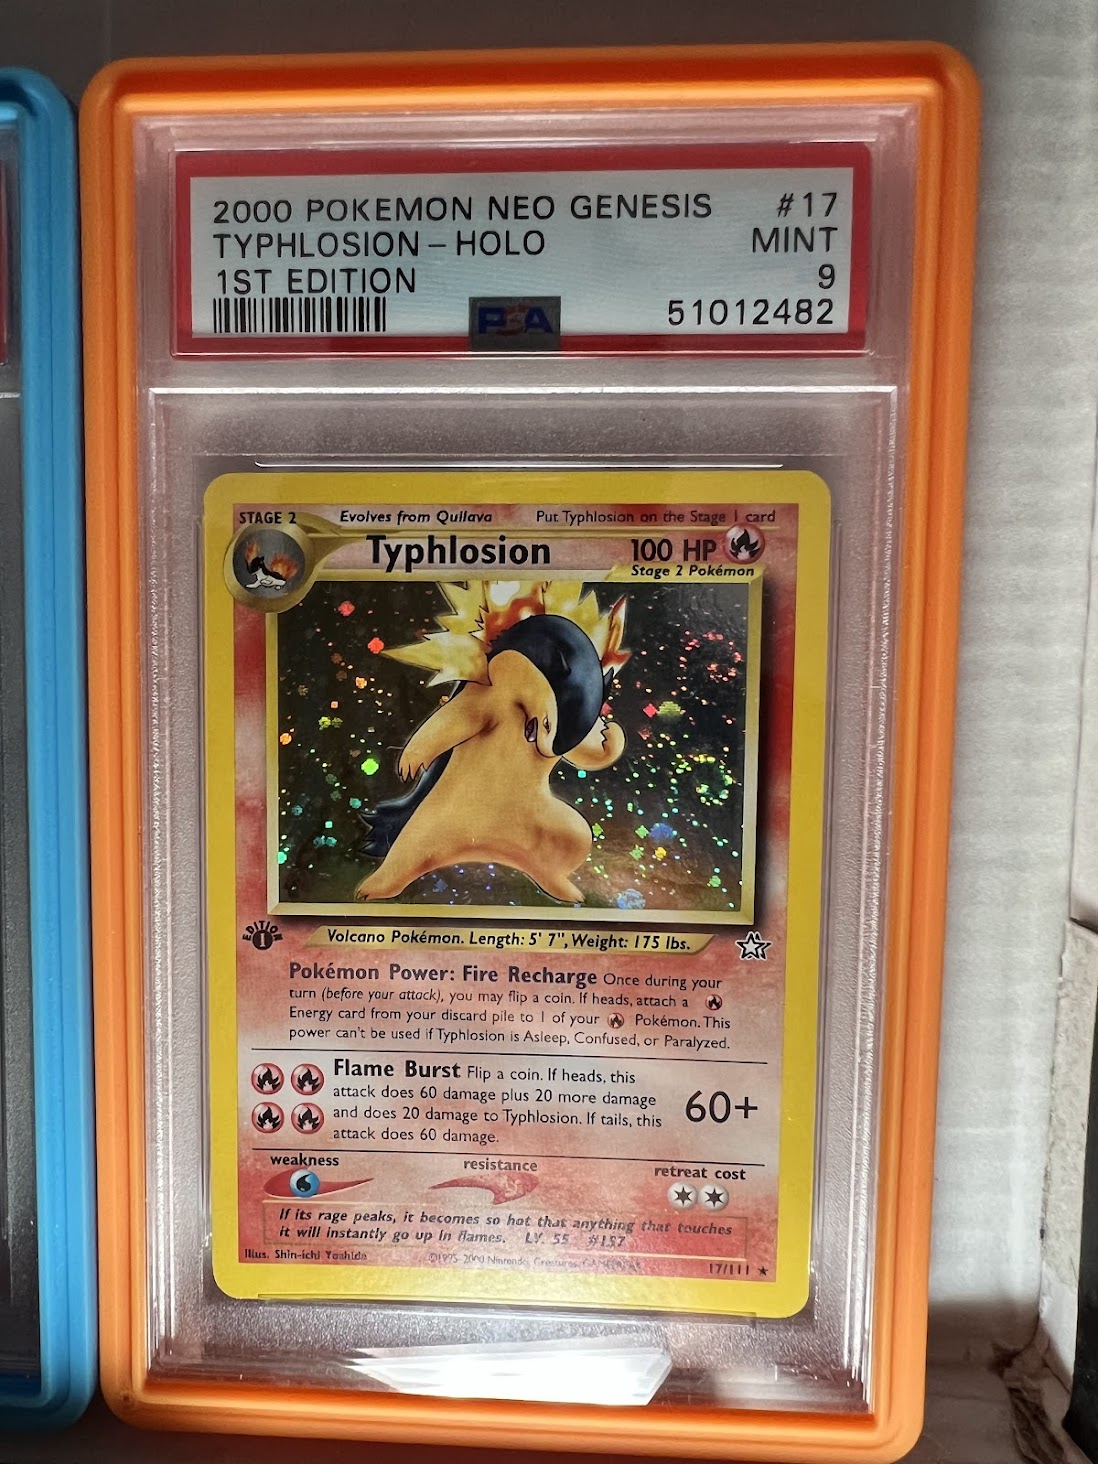 2000 POKEMON NEO GENESIS #17
TYPHLOSION - HOLO MINT
1ST EDITION 9
PSA 51012482
STAGE 2 Evolves from Quilava Put Typhlosion on the Stage 1 card
Typhlosion 100 HP
Stage 2 Pokémon
EDITION
1
Volcano Pokémon. Length: 5' 7", Weight: 175 lbs.
Pokémon Power: Fire Recharge Once during your
turn (before your attack), you may flip a coin. If heads, attach a
Energy card from your discard pile to 1 of your Pokémon. This
power can't be used if Typhlosion is Asleep, Confused, or Paralyzed.
Flame Burst Flip a coin. If heads, this
attack does 60 damage plus 20 more damage
and does 20 damage to Typhlosion. If tails, this
attack does 60 damage.
60+
weakness resistance retreat cost
If its rage peaks, it becomes so hot that anything that touches
it will instantly go up in flames. LV. 55 #157
Illus. Shin-ichi Yoshida ©1995, 2000 Nintendo, Creatures, GAMEFREAK 17/111